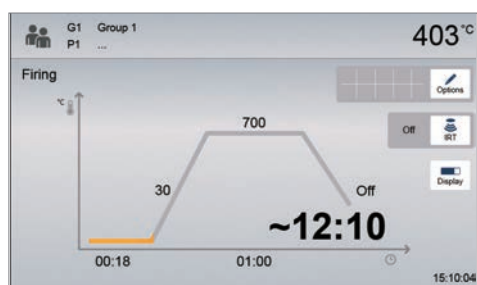 G1 Group 1
P1 ...
403°C
Firing
Options
°C
700
Off
IRT
30
Off
Display
~12:10
00:18 01:00
15:10:04